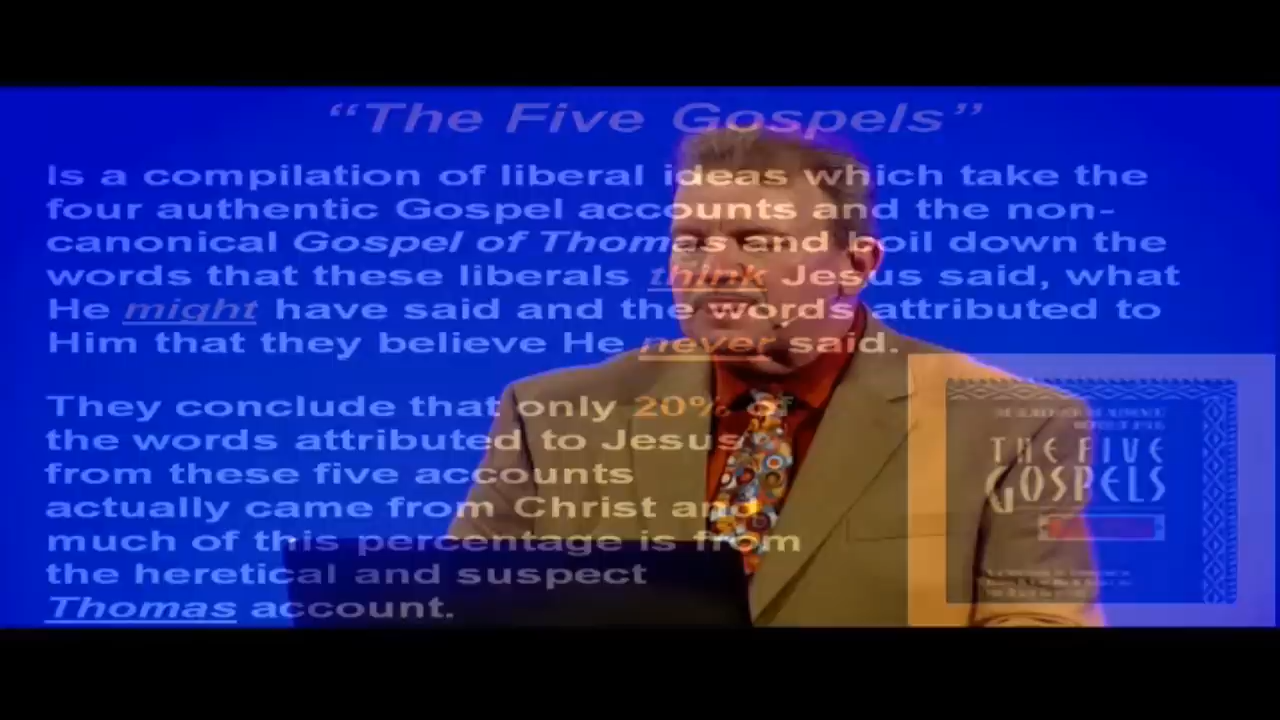 “The Five Gospels”
Is a compilation of liberal ideas which take the
four authentic Gospel accounts and the non-
canonical Gospel of Thomas and boil down the
words that these liberals think Jesus said, what
He might have said and the words attributed to
Him that they believe He never said.
They conclude that only 20% of
the words attributed to Jesus
from these five accounts
actually came from Christ and
much of this percentage is from
the heretical and suspect
Thomas account.
THE FIVE
GOSPELS